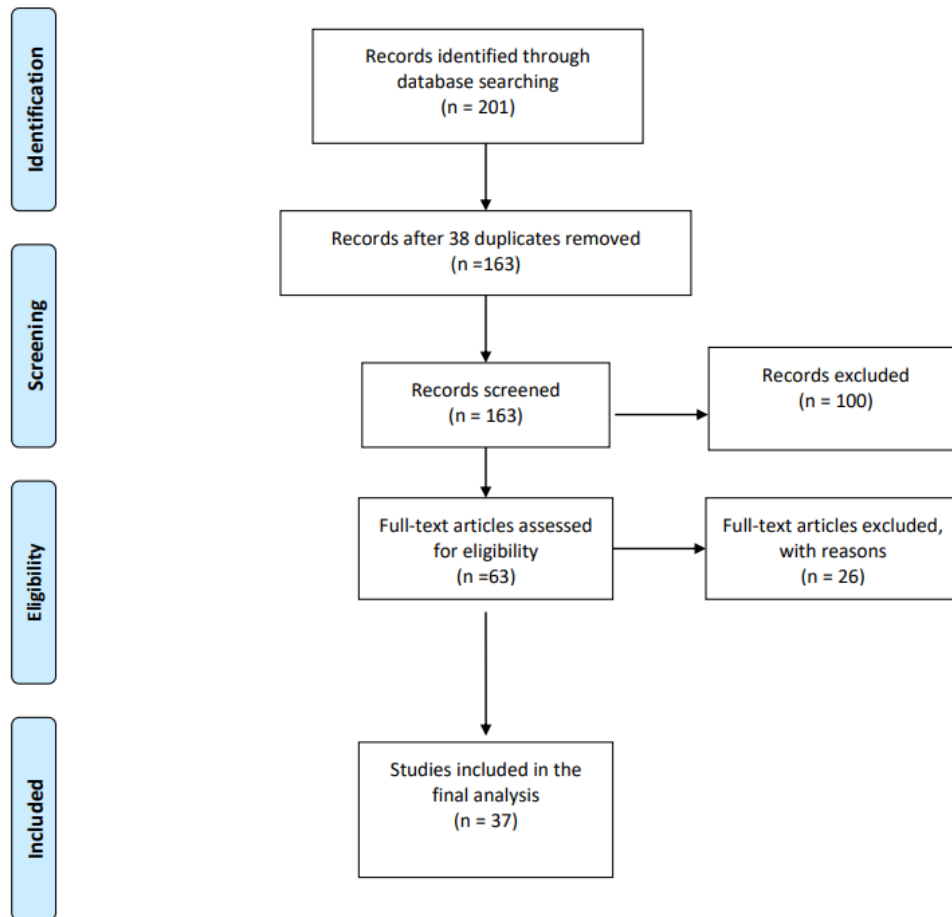 Identification
Records identified through
database searching
(n = 201)
Records after 38 duplicates removed
(n =163)
Screening
Records screened
(n = 163)
Records excluded
(n = 100)
Eligibility
Full-text articles assessed
for eligibility
(n =63)
Full-text articles excluded,
with reasons
(n = 26)
Included
Studies included in the
final analysis
(n = 37)